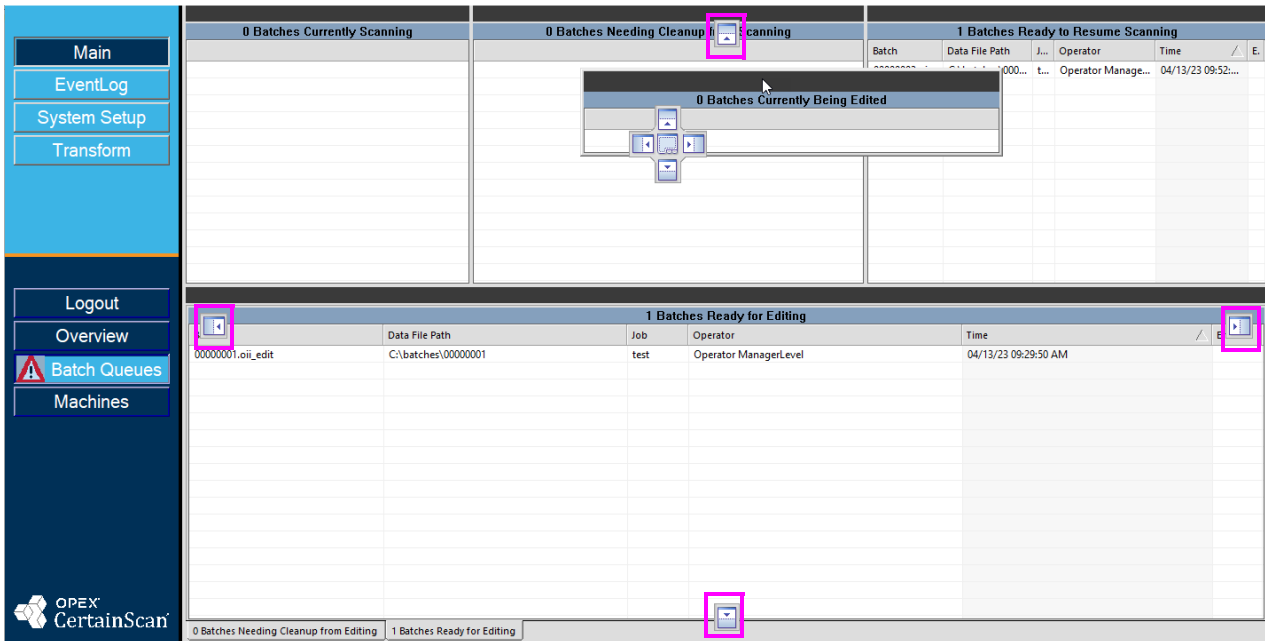 Main
EventLog
System Setup
Transform
Logout
Overview
Batch Queues
Machines
OPEX
CertainScan
0 Batches Currently Scanning
0 Batches Needing Cleanup Scanning
1 Batches Ready to Resume Scanning
Batch Data File Path J... Operator Time E.
t... Operator Manage... 04/13/23 09:52:...
0 Batches Currently Being Edited
1 Batches Ready for Editing
Data File Path Job Operator Time
00000001.oii_edit C:\batches\00000001 test Operator ManagerLevel 04/13/23 09:29:50 AM
0 Batches Needing Cleanup from Editing 1 Batches Ready for Editing